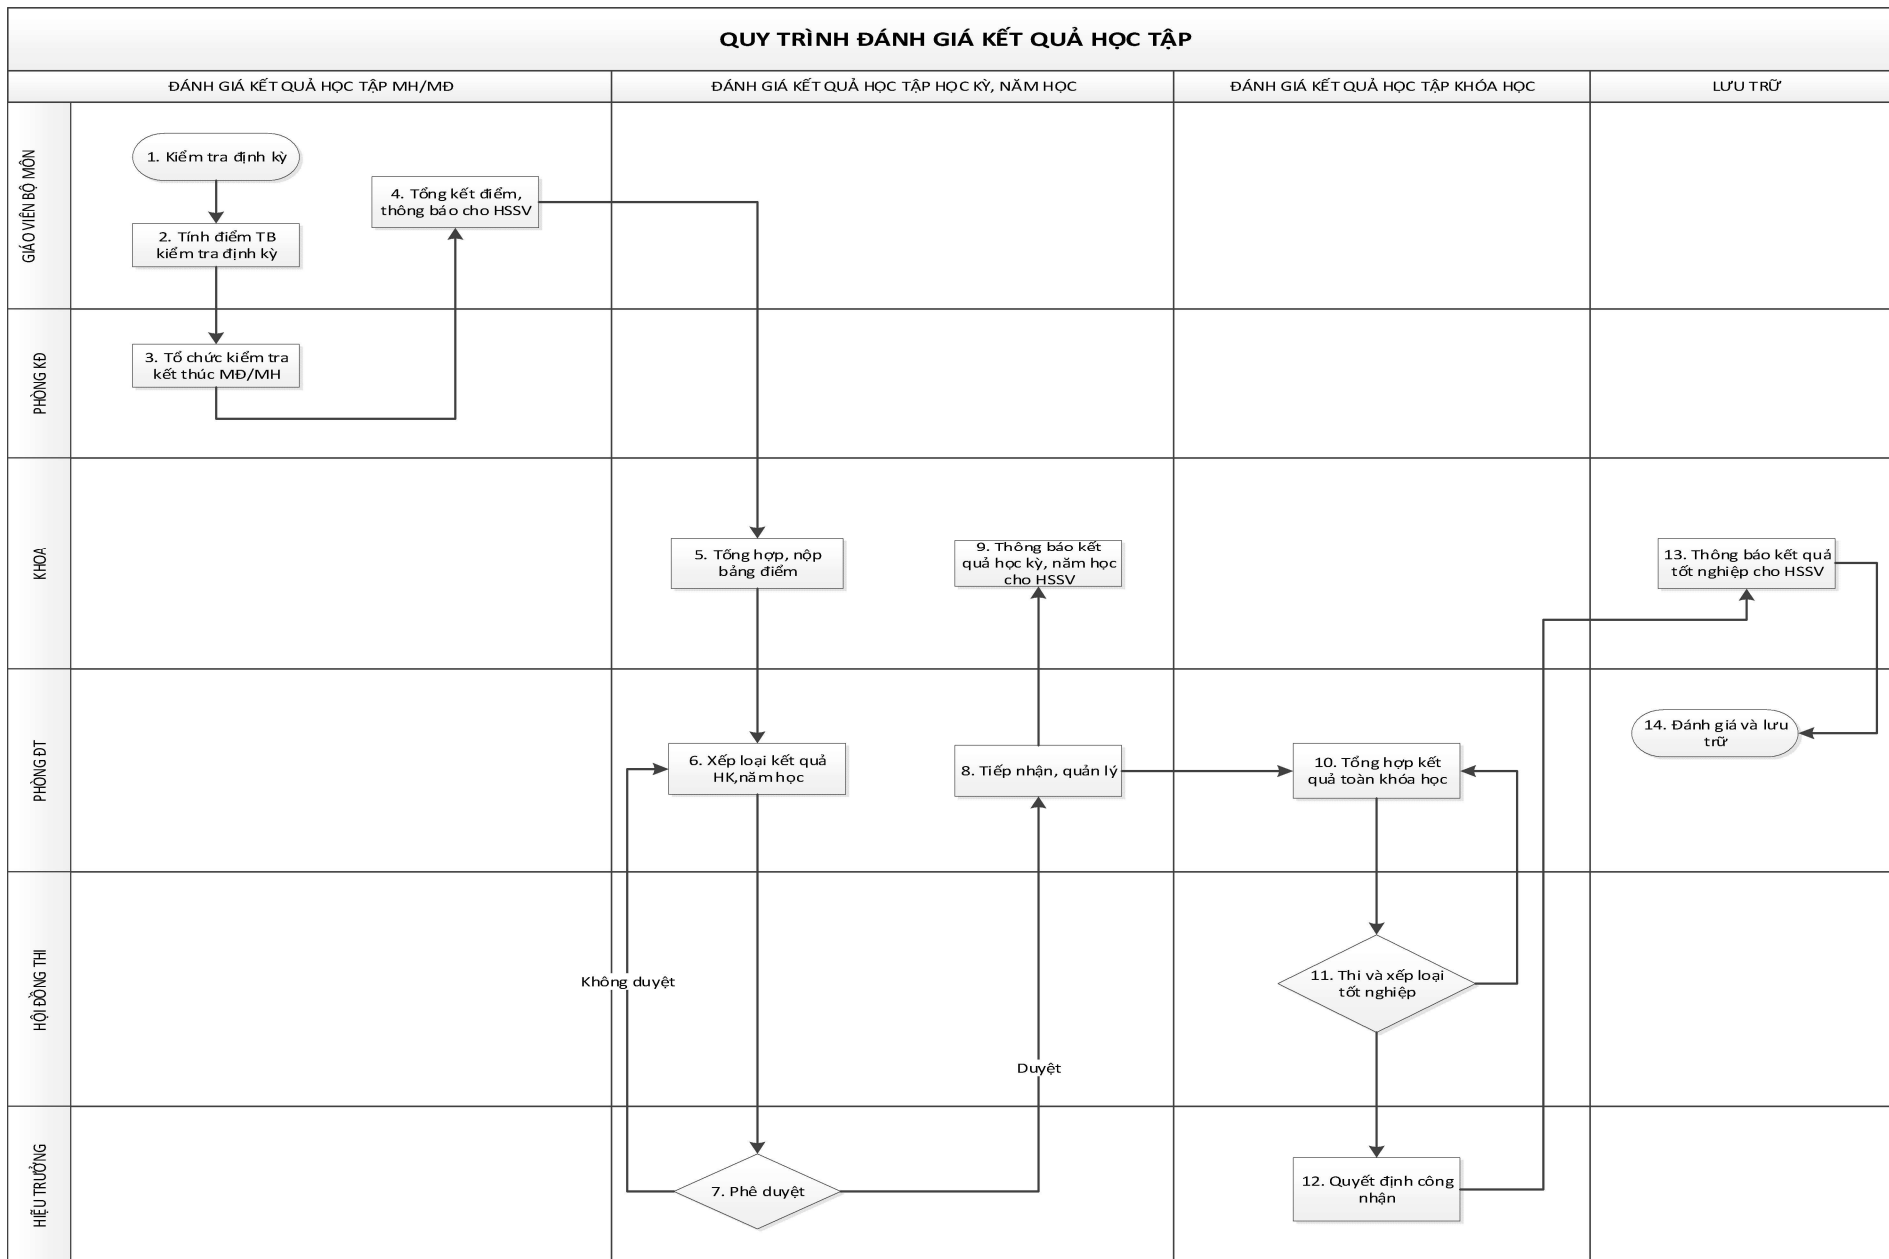 QUY TRÌNH ĐÁNH GIÁ KẾT QUẢ HỌC TẬP
ĐÁNH GIÁ KẾT QUẢ HỌC TẬP MH/MĐ
ĐÁNH GIÁ KẾT QUẢ HỌC TẬP HỌC KỲ, NĂM HỌC
ĐÁNH GIÁ KẾT QUẢ HỌC TẬP KHÓA HỌC
LƯU TRỮ
GIÁO VIÊN BỘ MÔN
1. Kiểm tra định kỳ
2. Tính điểm TB
kiểm tra định kỳ
4. Tổng kết điểm,
thông báo cho HSSV
PHÒNG KĐ
3. Tổ chức kiểm tra
kết thúc MĐ/MH
KHOA
5. Tổng hợp, nộp
bảng điểm
9. Thông báo kết
quả học kỳ, năm học
cho HSSV
13. Thông báo kết quả
tốt nghiệp cho HSSV
PHÒNG ĐT
6. Xếp loại kết quả
HK,năm học
8. Tiếp nhận, quản lý
10. Tổng hợp kết
quả toàn khóa học
14. Đánh giá và lưu
trữ
HỘI ĐỒNG THI
Không duyệt
Duyệt
11. Thi và xếp loại
tốt nghiệp
HIỆU TRƯỞNG
7. Phê duyệt
12. Quyết định công
nhận